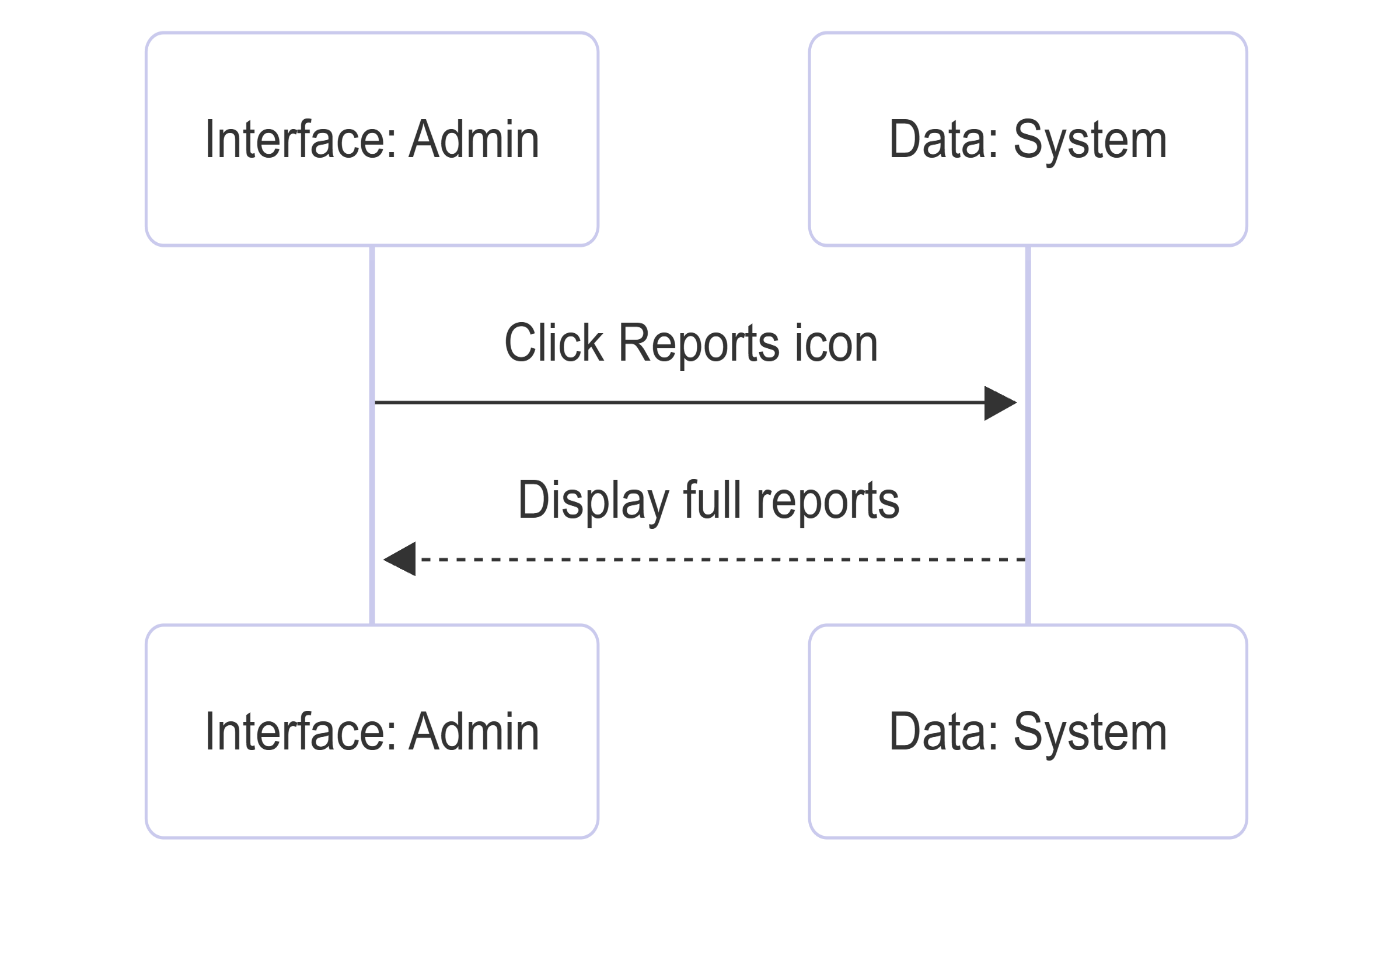 Interface: Admin
Data: System
Click Reports icon
Display full reports
Interface: Admin
Data: System